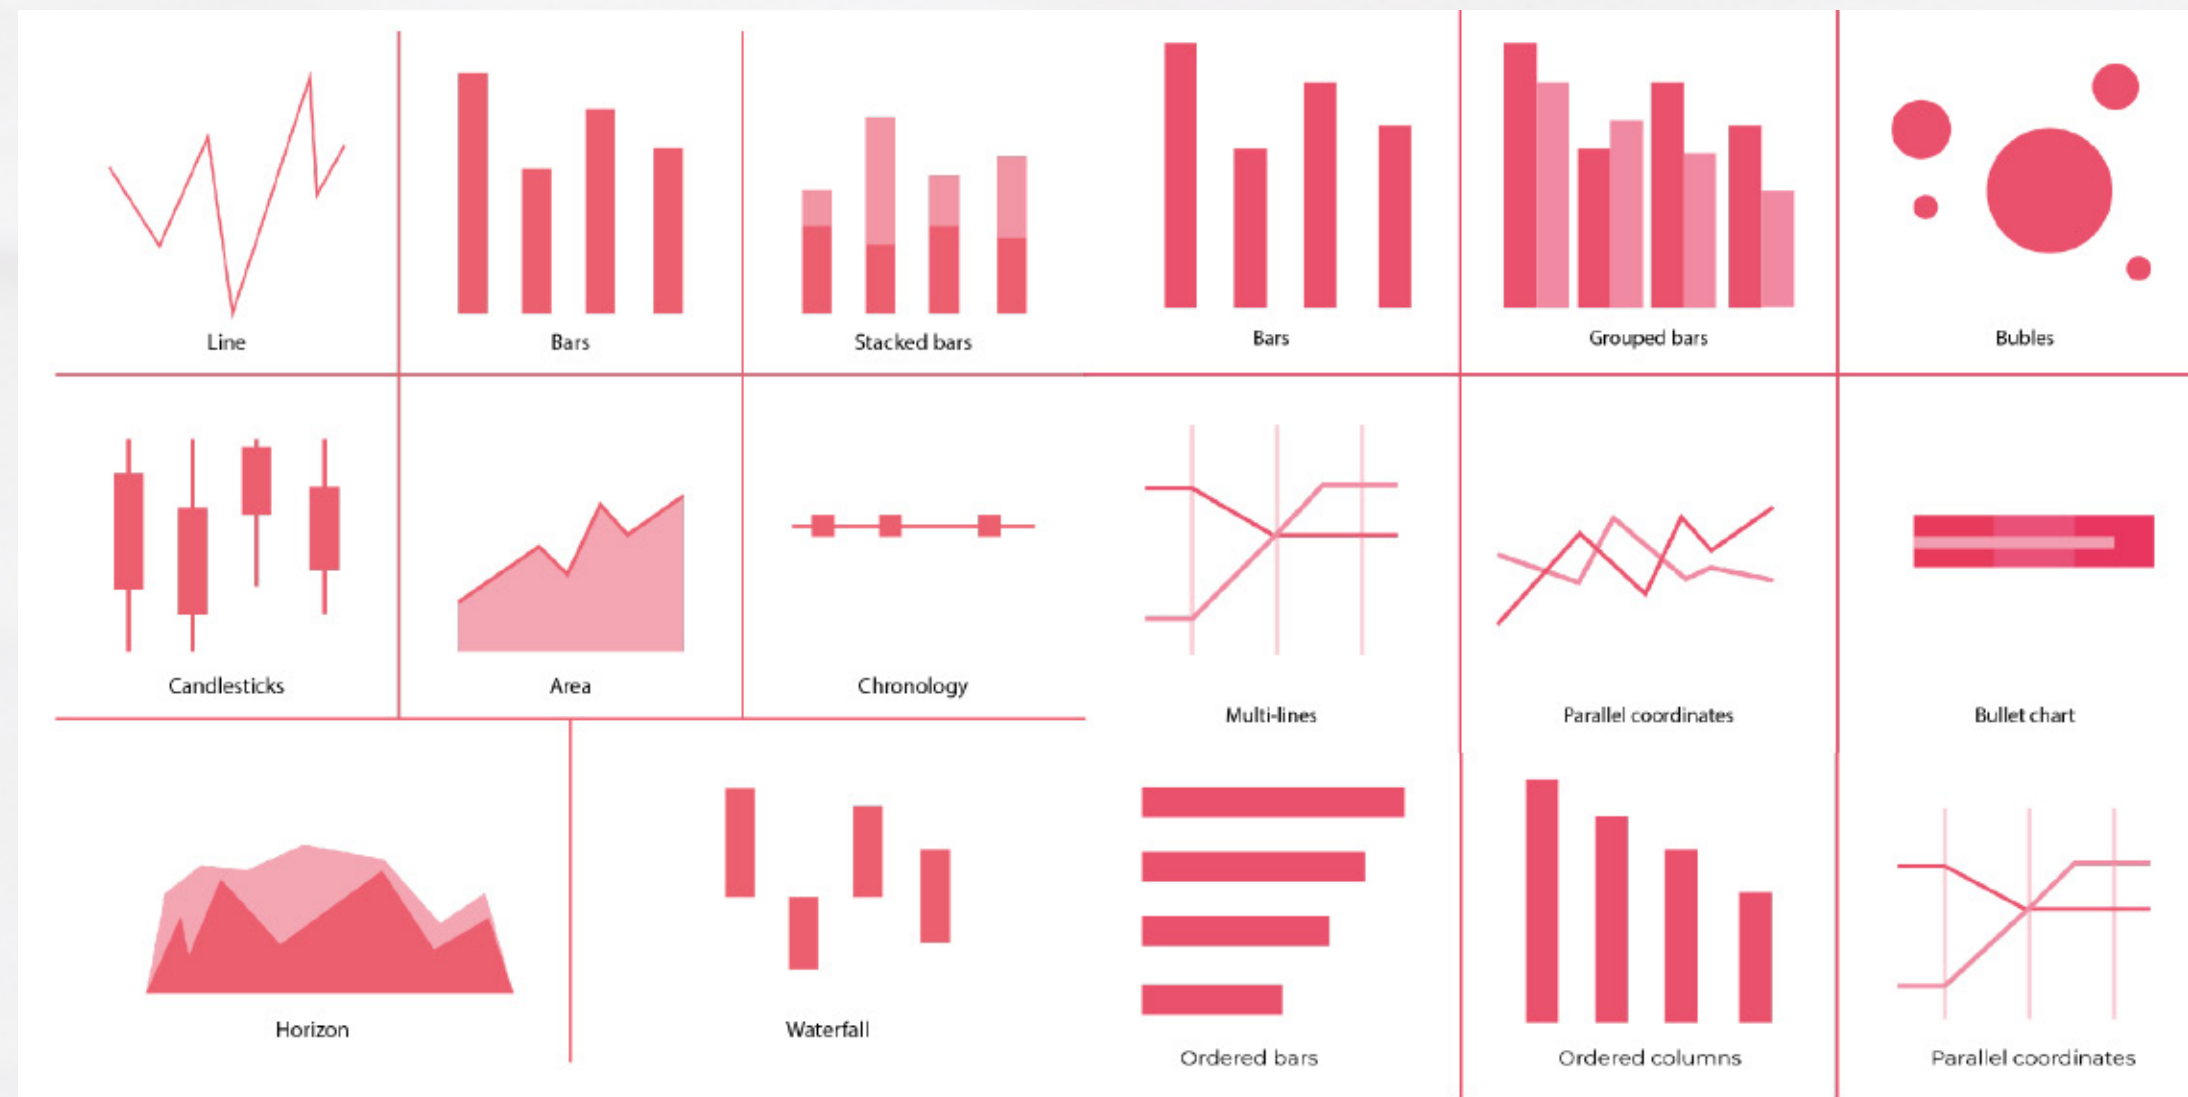 Line
Bars
Stacked bars
Bars
Grouped bars
Bubles
Candlesticks
Area
Chronology
Multi-lines
Parallel coordinates
Bullet chart
Horizon
Waterfall
Ordered bars
Ordered columns
Parallel coordinates